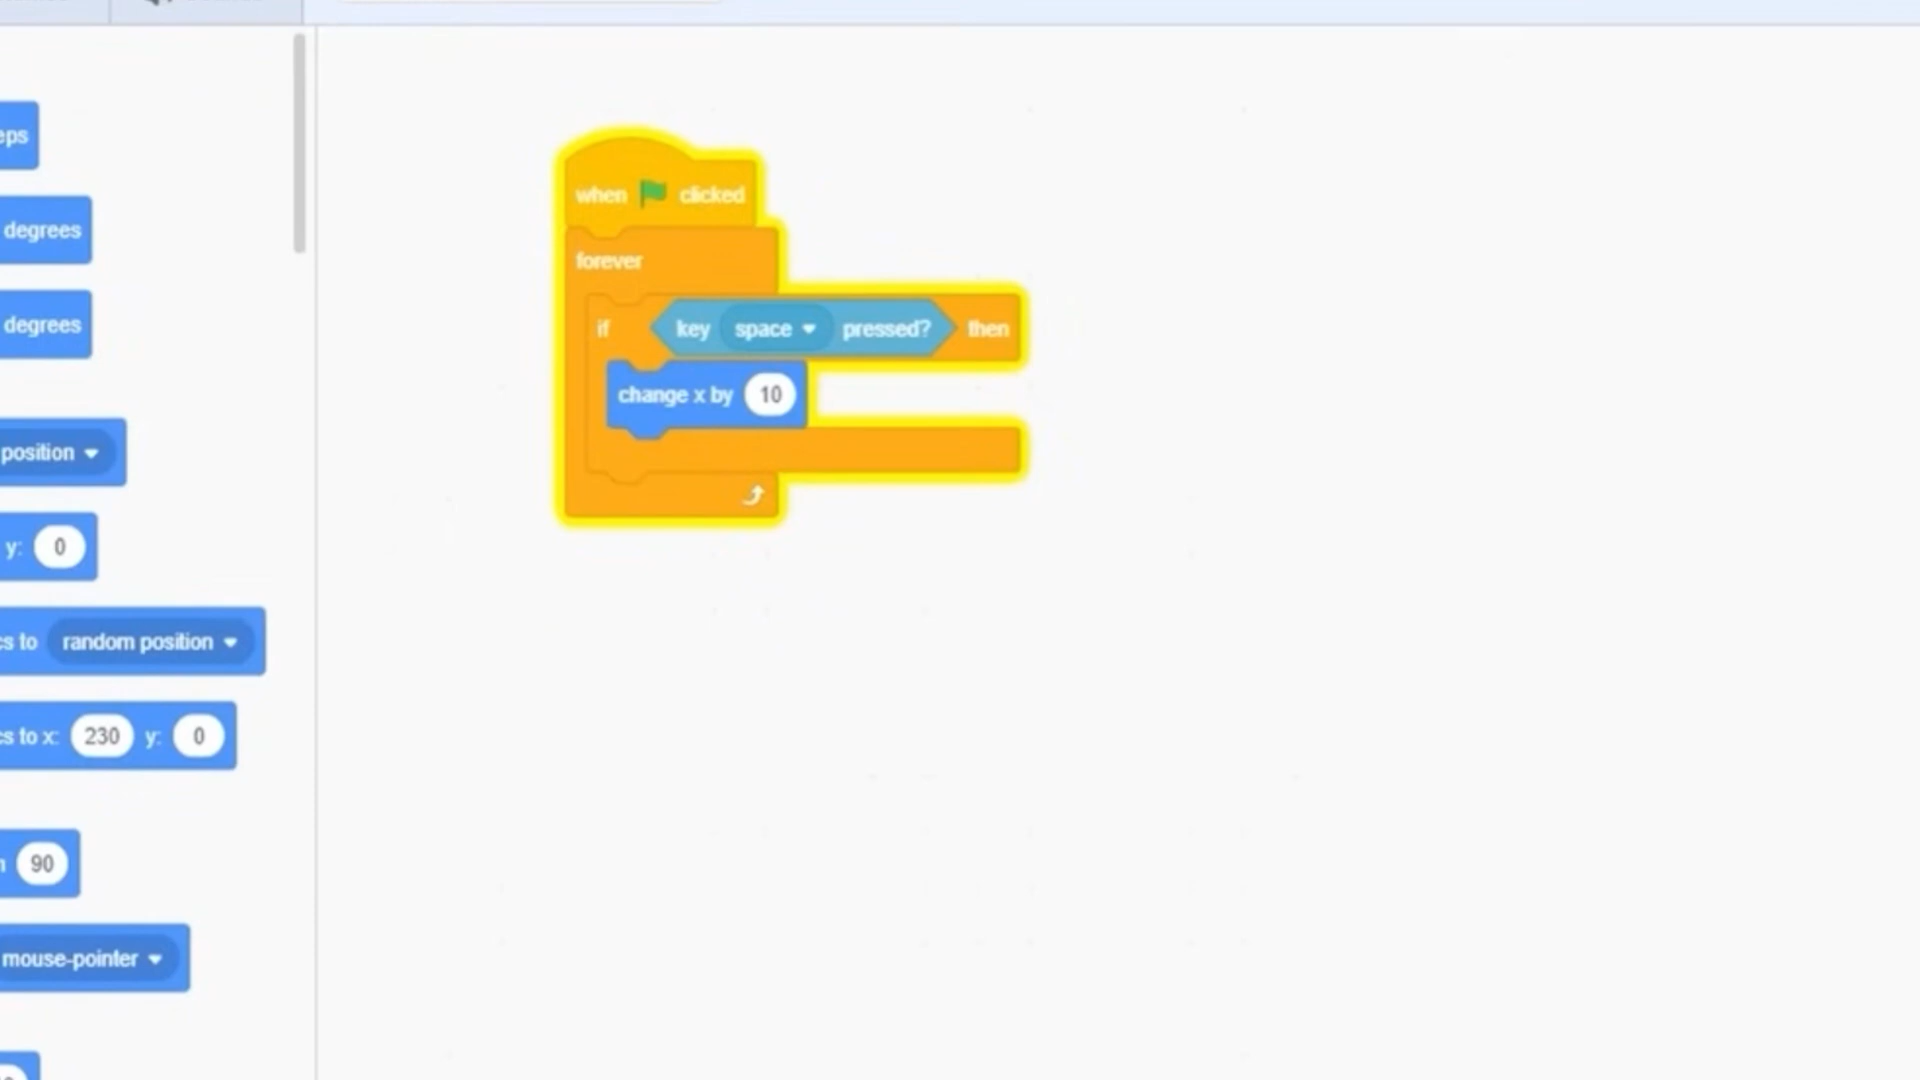 when clicked
forever
if key space pressed? then
change x by 10
degrees
degrees
position
y: 0
to random position
to x: 230 y: 0
90
mouse-pointer